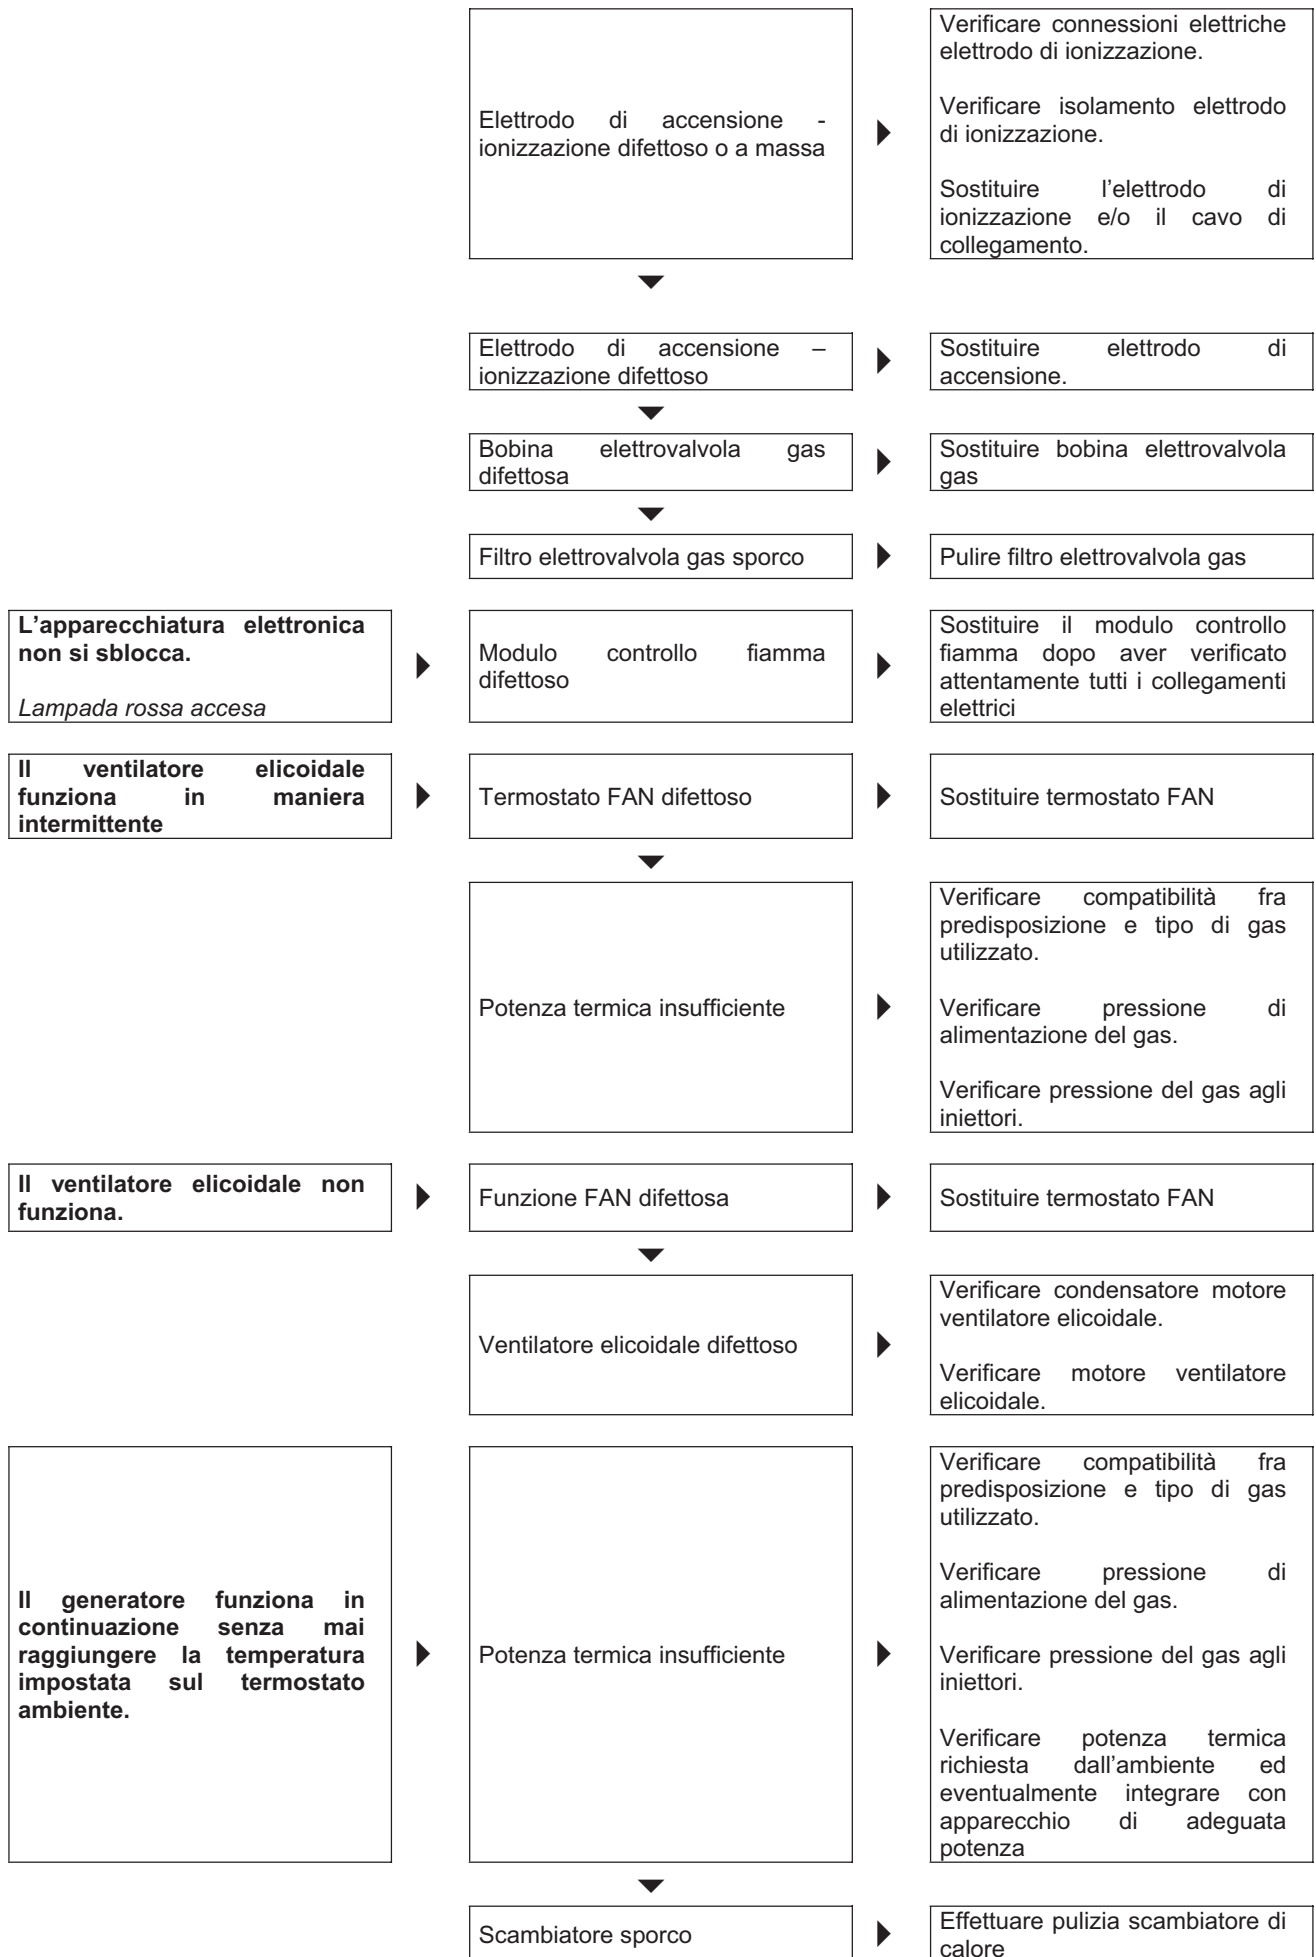 Elettrodo di accensione -
ionizzazione difettoso o a massa
Verificare connessioni elettriche
elettrodo di ionizzazione.
Verificare isolamento elettrodo
di ionizzazione.
Sostituire l’elettrodo di
ionizzazione e/o il cavo di
collegamento.
Elettrodo di accensione –
ionizzazione difettoso
Sostituire elettrodo di
accensione.
Bobina elettrovalvola gas
difettosa
Sostituire bobina elettrovalvola
gas
Filtro elettrovalvola gas sporco
Pulire filtro elettrovalvola gas
L’apparecchiatura elettronica
non si sblocca.
Lampada rossa accesa
Modulo controllo fiamma
difettoso
Sostituire il modulo controllo
fiamma dopo aver verificato
attentamente tutti i collegamenti
elettrici
Il ventilatore elicoidale
funziona in maniera
intermittente
Termostato FAN difettoso
Sostituire termostato FAN
Potenza termica insufficiente
Verificare compatibilità fra
predisposizione e tipo di gas
utilizzato.
Verificare pressione di
alimentazione del gas.
Verificare pressione del gas agli
iniettori.
Il ventilatore elicoidale non
funziona.
Funzione FAN difettosa
Sostituire termostato FAN
Ventilatore elicoidale difettoso
Verificare condensatore motore
ventilatore elicoidale.
Verificare motore ventilatore
elicoidale.
Il generatore funziona in
continuazione senza mai
raggiungere la temperatura
impostata sul termostato
ambiente.
Potenza termica insufficiente
Verificare compatibilità fra
predisposizione e tipo di gas
utilizzato.
Verificare pressione di
alimentazione del gas.
Verificare pressione del gas agli
iniettori.
Verificare potenza termica
richiesta dall’ambiente ed
eventualmente integrare con
apparecchio di adeguata
potenza
Scambiatore sporco
Effettuare pulizia scambiatore di
calore